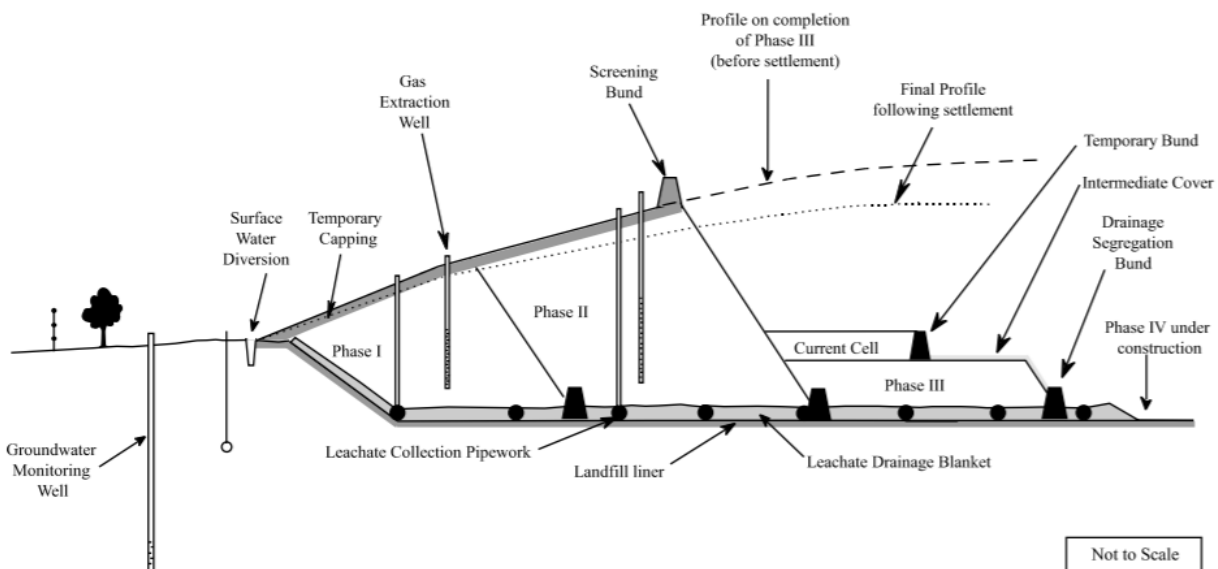 Profile on completion
of Phase III
(before settlement)
Screening
Bund
Gas
Extraction
Well
Final Profile
following settlement
Temporary Bund
Intermediate Cover
Surface
Water
Diversion
Temporary
Capping
Drainage
Segregation
Bund
Phase II
Phase I
Current Cell
Phase IV under
construction
Phase III
Groundwater
Monitoring
Well
Leachate Collection Pipework
Landfill liner
Leachate Drainage Blanket
Not to Scale